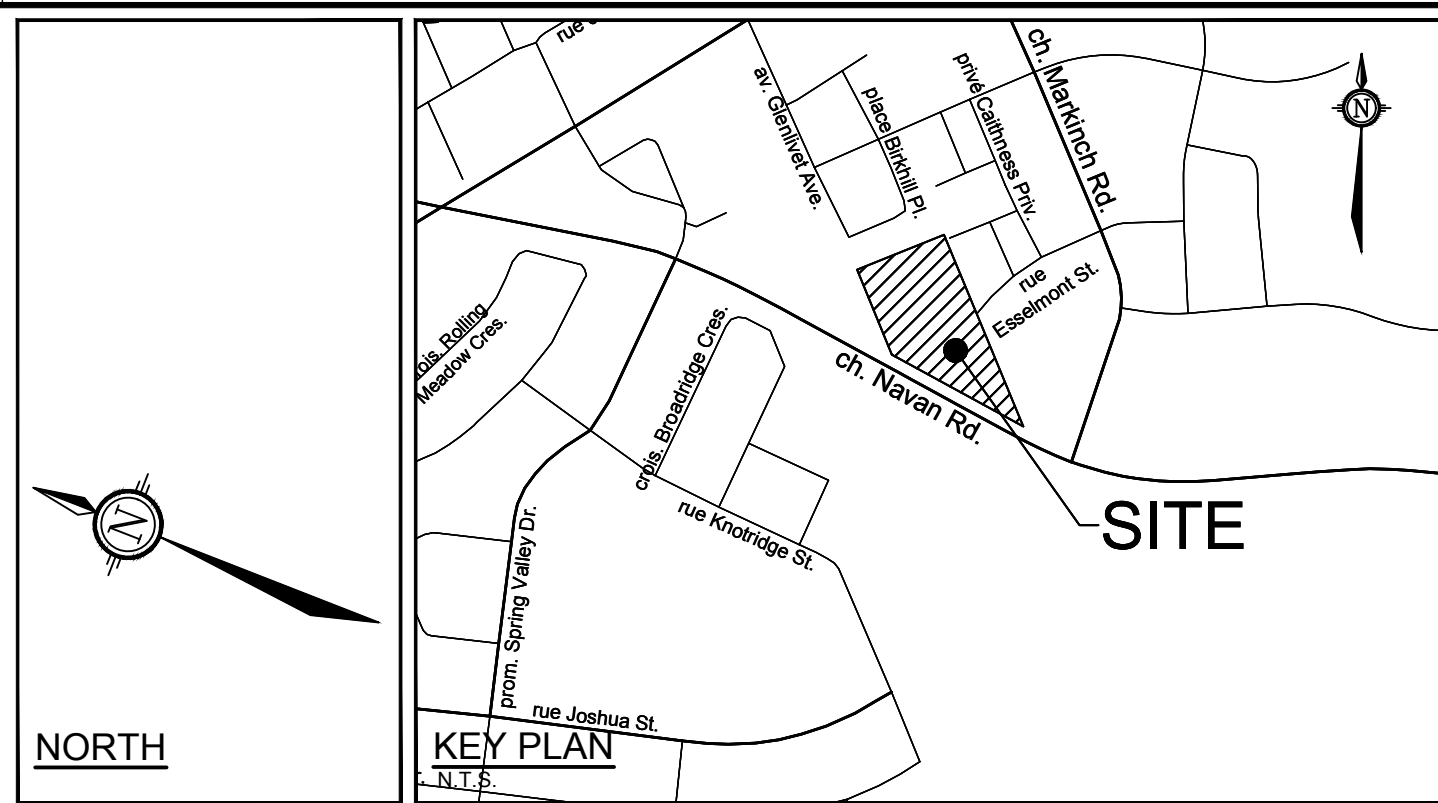 rue
av. Glenlivet Ave.
place Birkhill Pl.
privé Caithness Priv.
ch. Markinch Rd.
N
rue
Esselmont St.
crois. Rolling
Meadow Cres.
crois. Broadridge Cres.
ch. Navan Rd.
SITE
rue Knotridge St.
prom. Spring Valley Dr.
rue Joshua St.
N
NORTH
KEY PLAN
N.T.S.